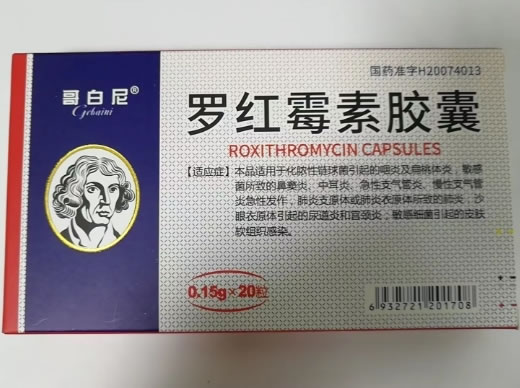 国药准字H20074013
哥白尼®
Gebaini
罗红霉素胶囊
ROXITHROMYCIN CAPSULES
【适应症】本品适用于化脓性链球菌引起的咽炎及扁桃体炎，敏感
菌所致的鼻窦炎、中耳炎、急性支气管炎、慢性支气管
炎急性发作，肺炎支原体或肺炎衣原体所致的肺炎；沙
眼衣原体引起的尿道炎和宫颈炎；敏感细菌引起的皮肤
软组织感染。
0.15g×20粒
6 932721 201708